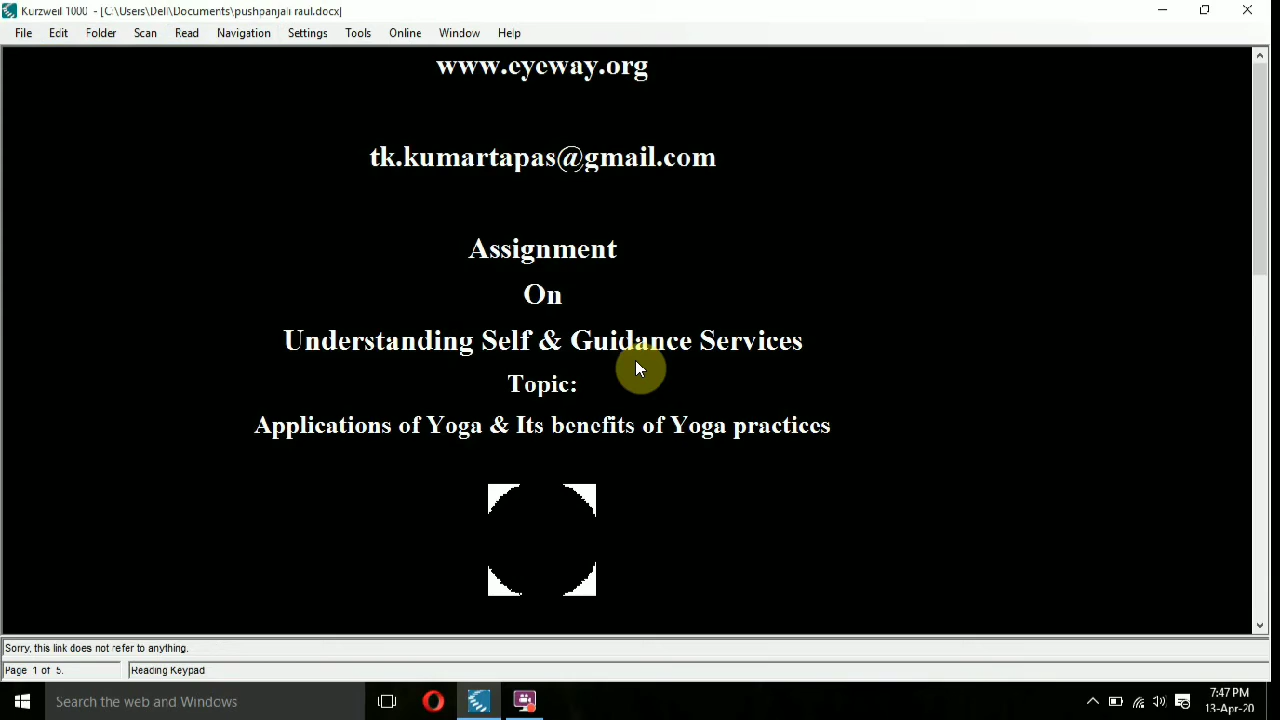 Kurzweil 1000 - [C:\Users\Dell\Documents\pushpanjali raul.docx]
File Edit Folder Scan Read Navigation Settings Tools Online Window Help
www.eyeway.org
tk.kumartapas@gmail.com
Assignment
On
Understanding Self & Guidance Services
Topic:
Applications of Yoga & Its benefits of Yoga practices
Sorry, this link does not refer to anything.
Page 1 of 5. Reading Keypad
Search the web and Windows
7:47 PM
13-Apr-20